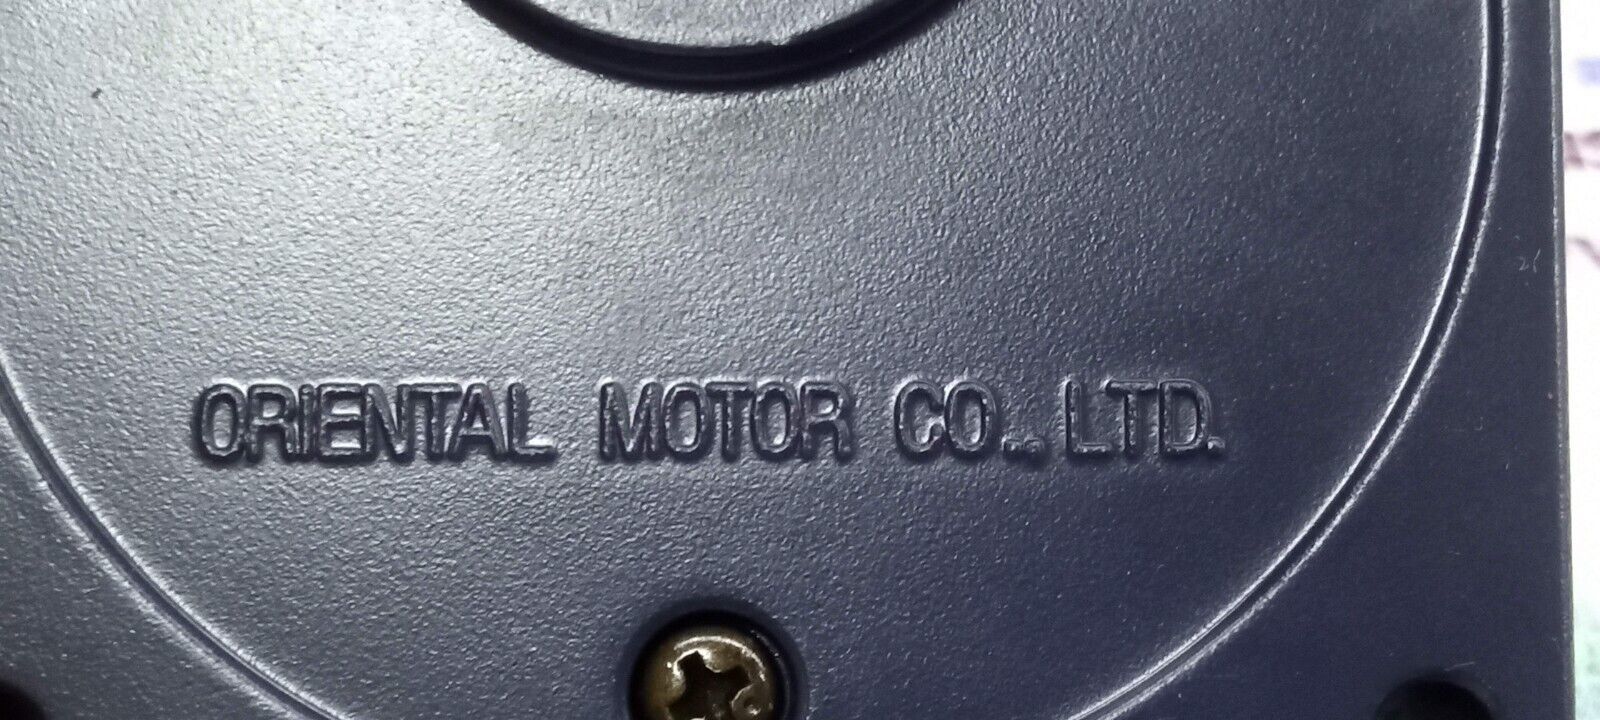 ORIENTAL MOTOR CO., LTD.